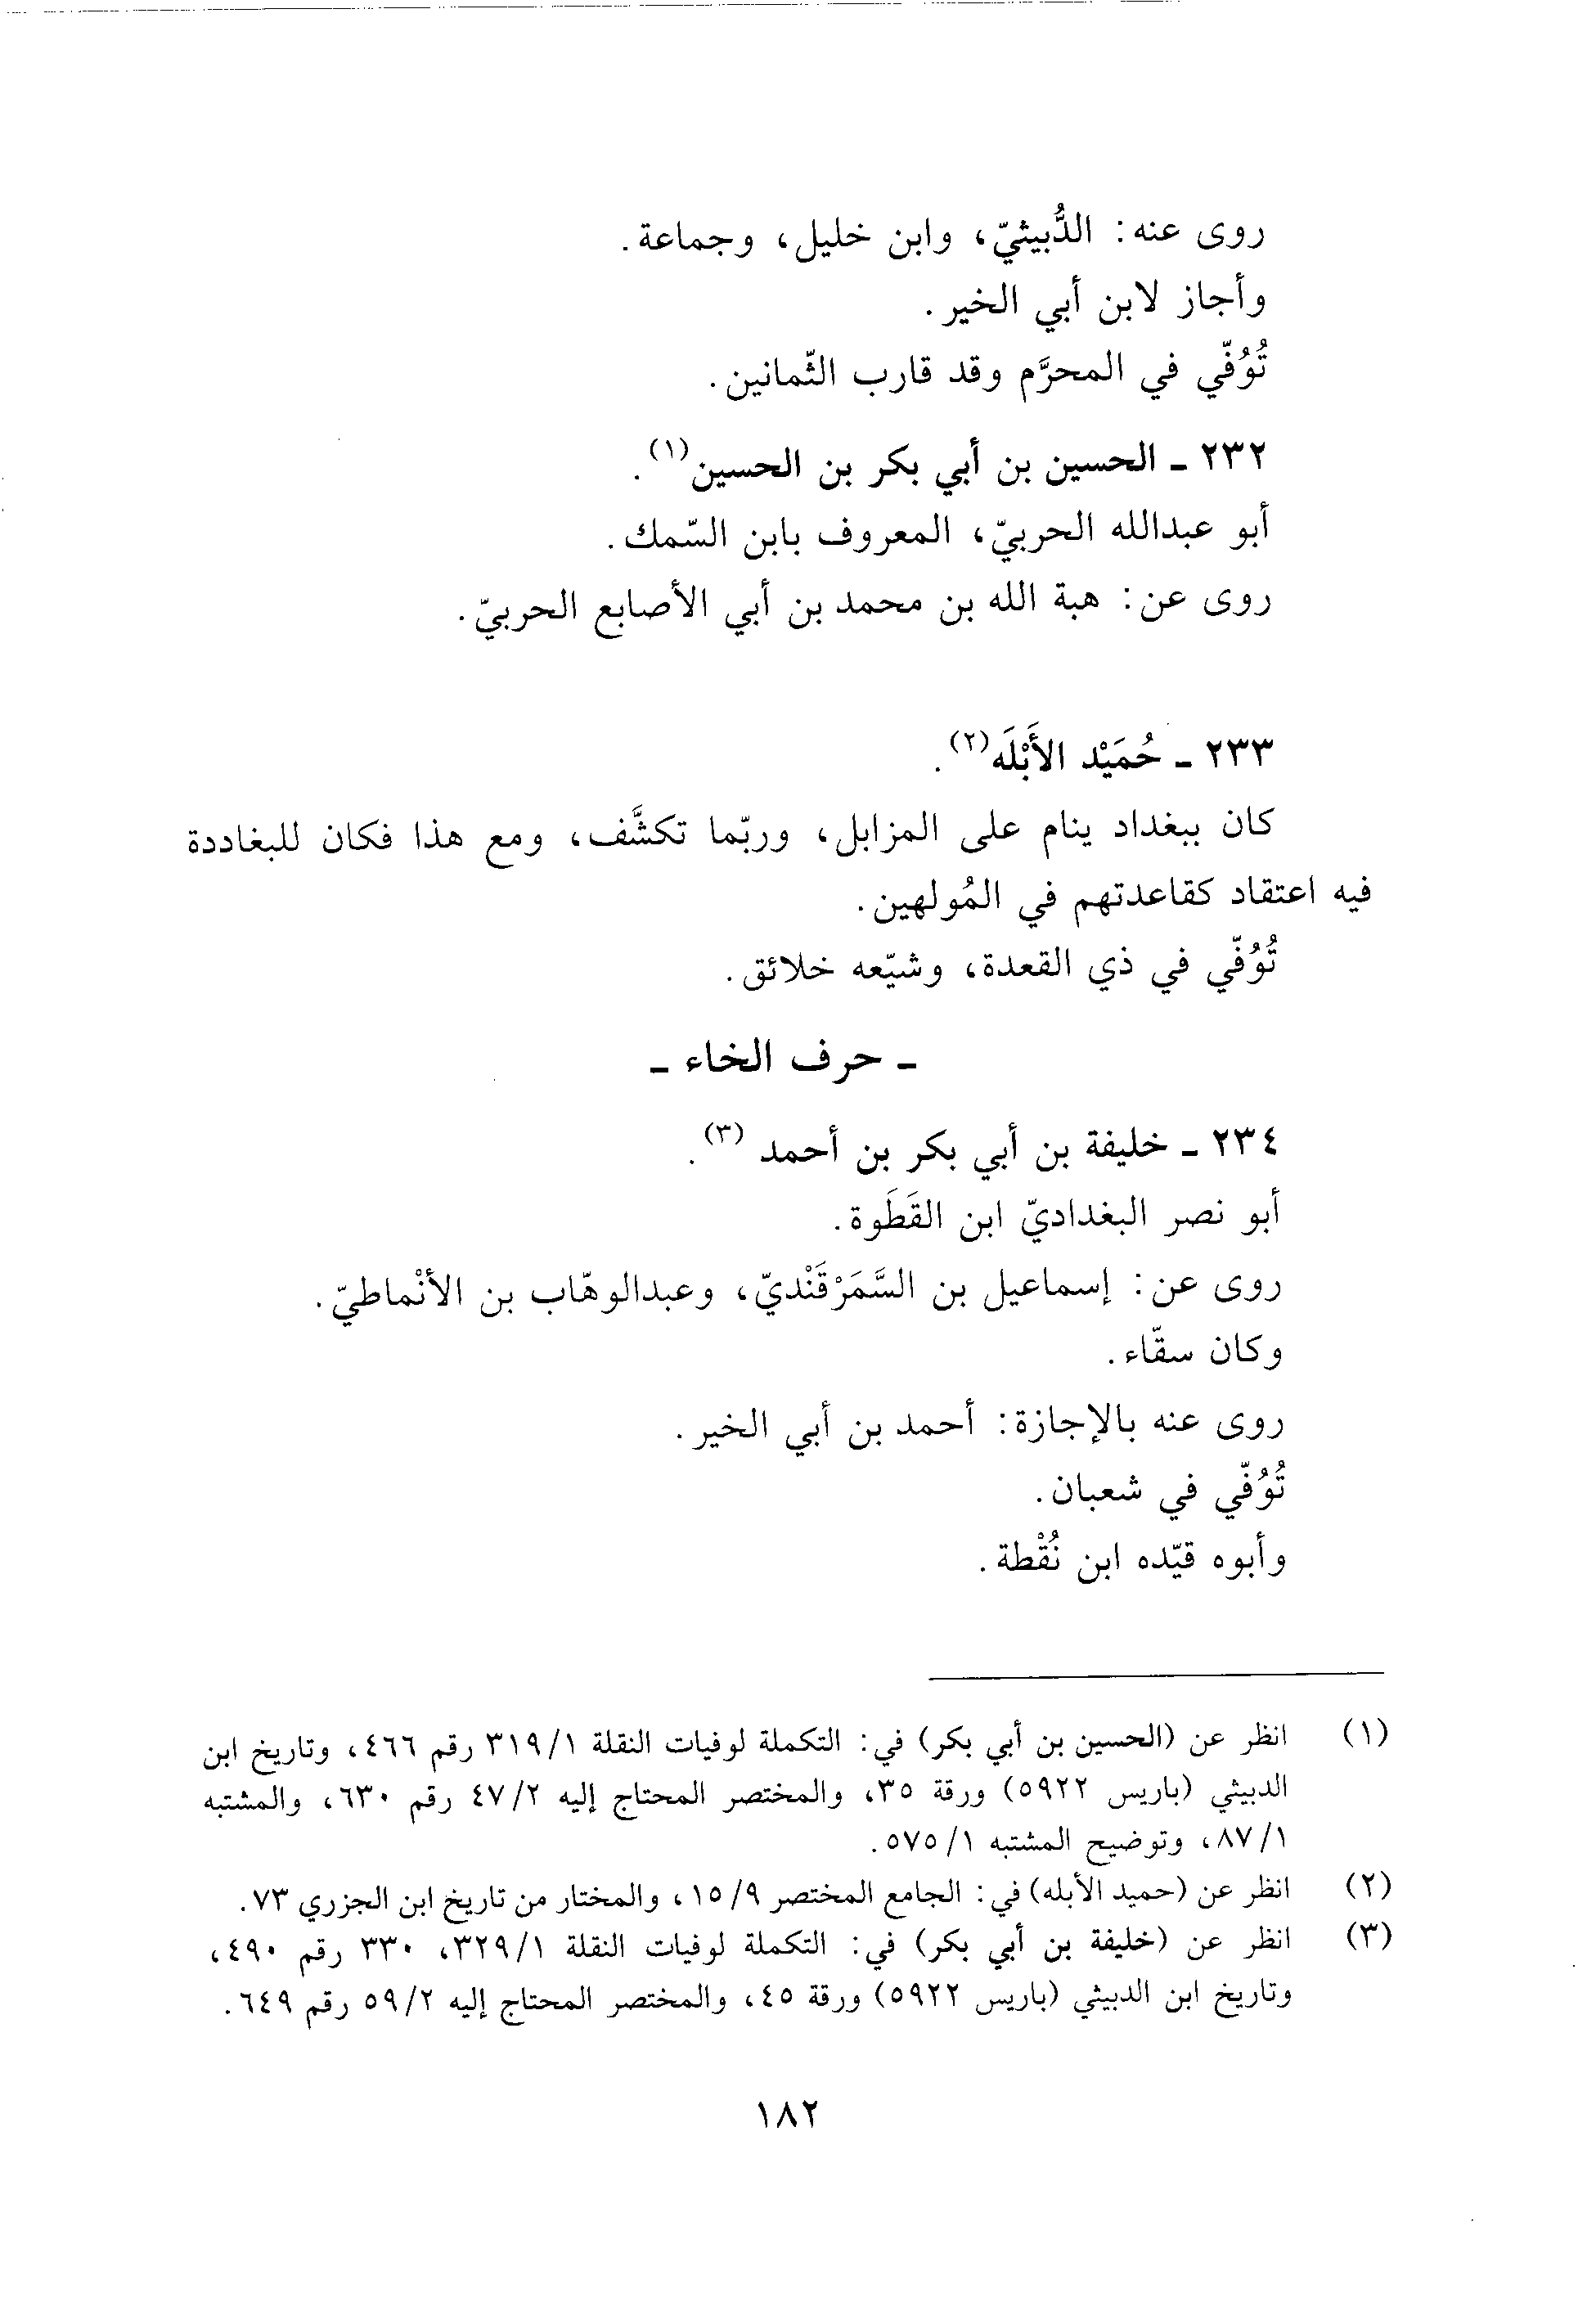 روى عنه: الدُّبيثيّ، وابن خليل، وجماعة.
وأجاز لابن أبي الخير.
تُوُفّي في المحرَّم وقد قارب الثّمانين.
٢٣٢ - الحسين بن أبي بكر بن الحسين(١).
أبو عبدالله الحربيّ، المعروف بابن السّمك.
روى عن: هبة الله بن محمد بن أبي الأصابع الحربيّ.
٢٣٣ - حُمَيْد الأَبْلَه(٢).
كان ببغداد ينام على المزابل، وربّما تكشَّف، ومع هذا فكان للبغاددة
فيه اعتقاد كقاعدتهم في المُولهين.
تُوُفّي في ذي القعدة، وشيّعه خلائق.
- حرف الخاء -
٢٣٤ - خليفة بن أبي بكر بن أحمد (٣).
أبو نصر البغداديّ ابن القَطَوة.
روى عن: إسماعيل بن السَّمَرْقَنْديّ، وعبدالوهّاب بن الأنْماطيّ.
وكان سقّاء.
روى عنه بالإجازة: أحمد بن أبي الخير.
تُوُفّي في شعبان.
وأبوه قيّده ابن نُقْطة.
(١) انظر عن (الحسين بن أبي بكر) في: التكملة لوفيات النقلة ٣١٩/١ رقم ٤٦٦، وتاريخ ابن
الدبيثي (باريس ٥٩٢٢) ورقة ٣٥، والمختصر المحتاج إليه ٤٧/٢ رقم ٦٣٠، والمشتبه
٨٧/١، وتوضيح المشتبه ٥٧٥/١.
(٢) انظر عن (حميد الأبله) في: الجامع المختصر ١٥/٩، والمختار من تاريخ ابن الجزري ٧٣.
(٣) انظر عن (خليفة بن أبي بكر) في: التكملة لوفيات النقلة ٣٢٩/١، ٣٣٠ رقم ٤٩٠،
وتاريخ ابن الدبيثي (باريس ٥٩٢٢) ورقة ٤٥، والمختصر المحتاج إليه ٥٩/٢ رقم ٦٤٩.
١٨٢